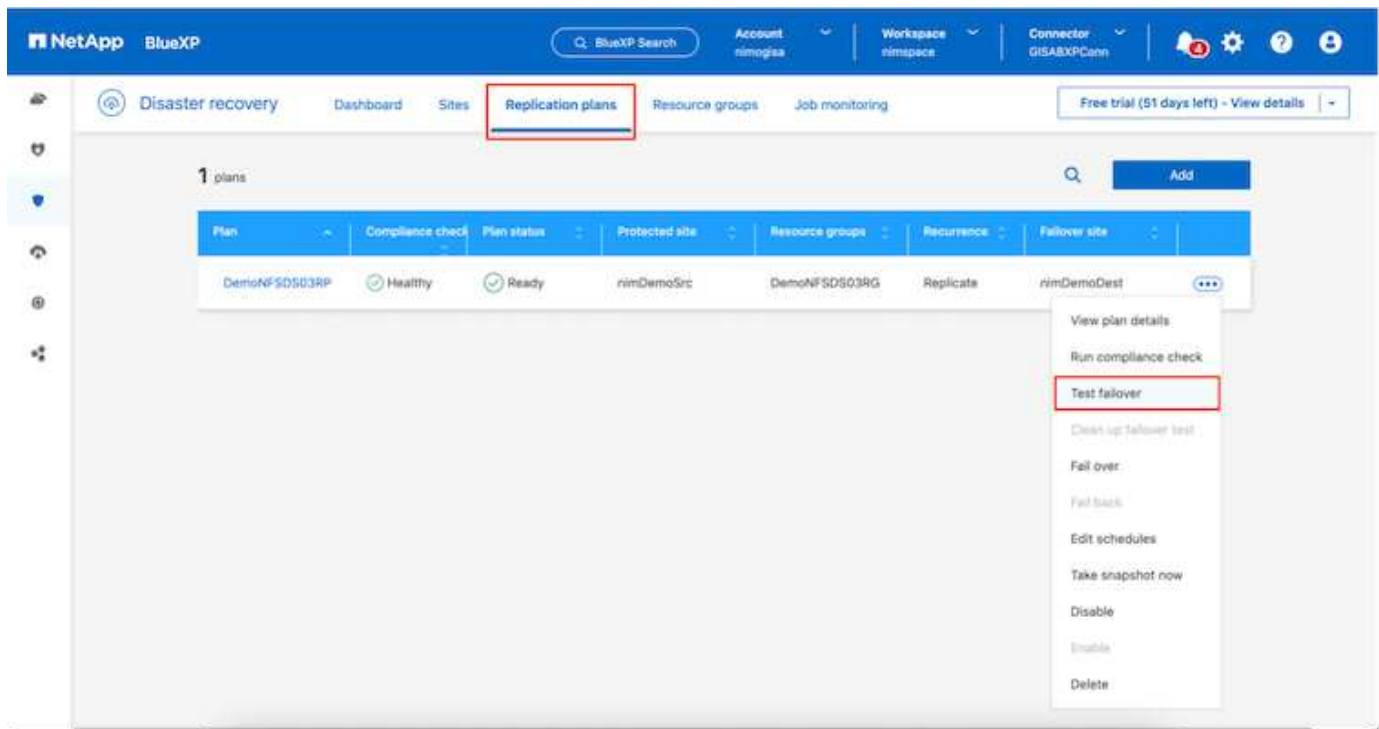 NetApp BlueXP
BlueXP Search
Account
nimogisa
Workspace
nimspace
Connector
GISABXPConn
4
Disaster recovery Dashboard Sites Replication plans Resource groups Job monitoring Free trial (51 days left) - View details
1 plans
Add
Plan Compliance check Plan status Protected site Resource groups Recurrence Failover site
DemoNFSDS03RP Healthy Ready nimDemoSrc DemoNFSDS03RG Replicate nimDemoDest
View plan details
Run compliance check
Test failover
Clean up failover test
Fail over
Fail back
Edit schedules
Take snapshot now
Disable
Enable
Delete